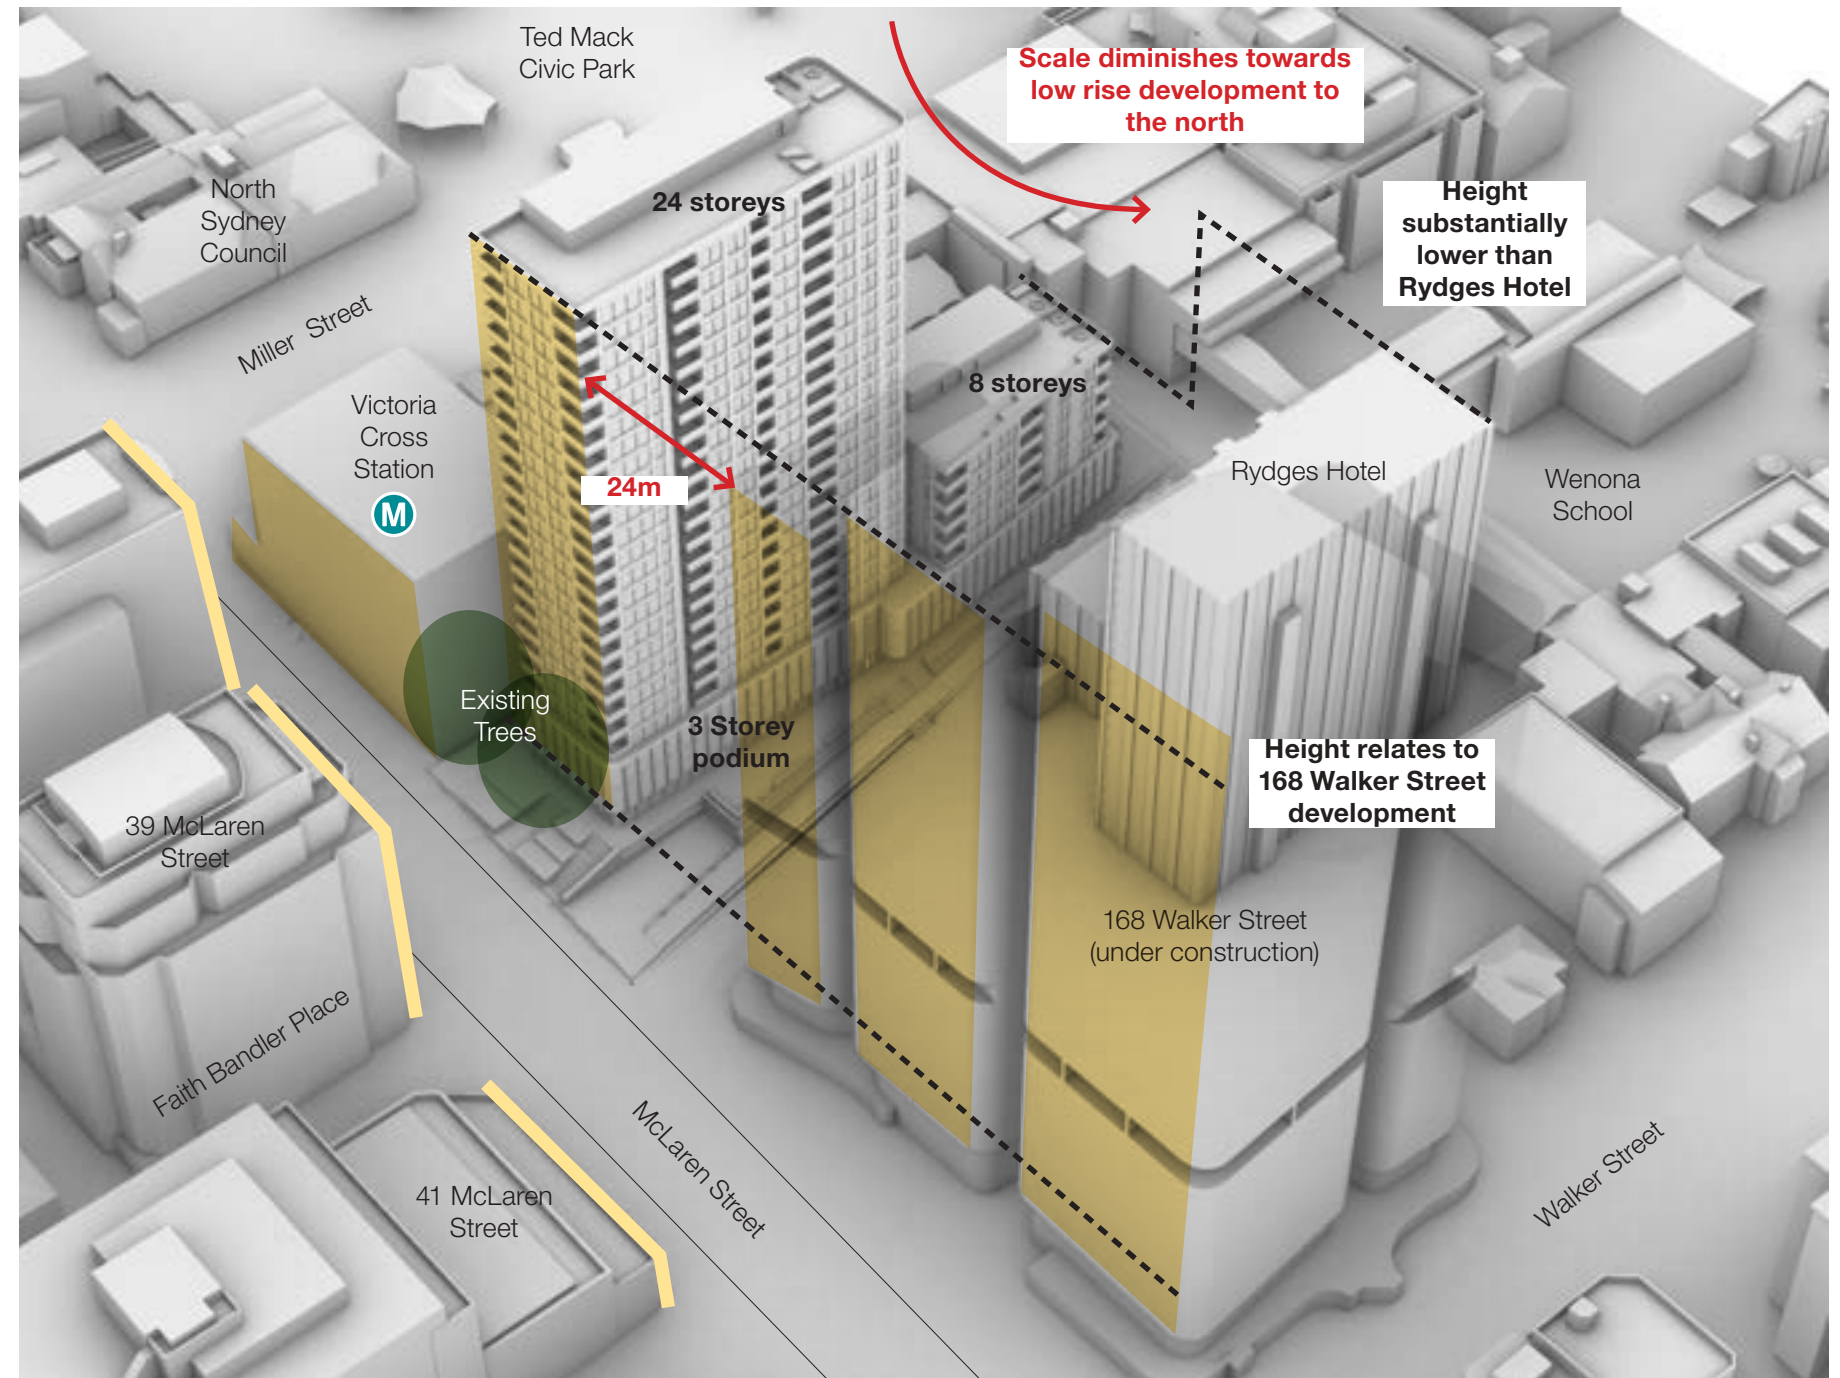 Ted Mack
Civic Park
Scale diminishes towards
low rise development to
the north
North
Sydney
Council
24 storeys
Height
substantially
lower than
Rydges Hotel
Miller Street
8 storeys
Victoria
Cross
Station
M
24m
Rydges Hotel
Wenona
School
Existing
Trees
3 Storey
podium
Height relates to
168 Walker Street
development
39 McLaren
Street
168 Walker Street
(under construction)
Faith Bandler Place
McLaren Street
41 McLaren
Street
Walker Street